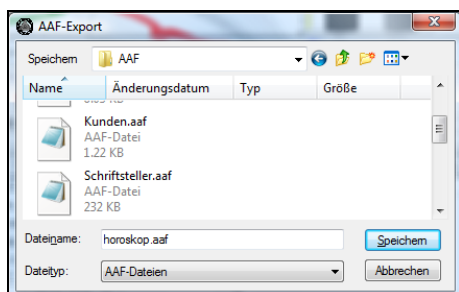 AAF-Export
Speichern AAF
Name Änderungsdatum Typ Größe
Kunden.aaf
AAF-Datei
1.22 KB
Schriftsteller.aaf
AAF-Datei
232 KB
Dateiname: horoskop.aaf Speichern
Dateityp: AAF-Dateien Abbrechen